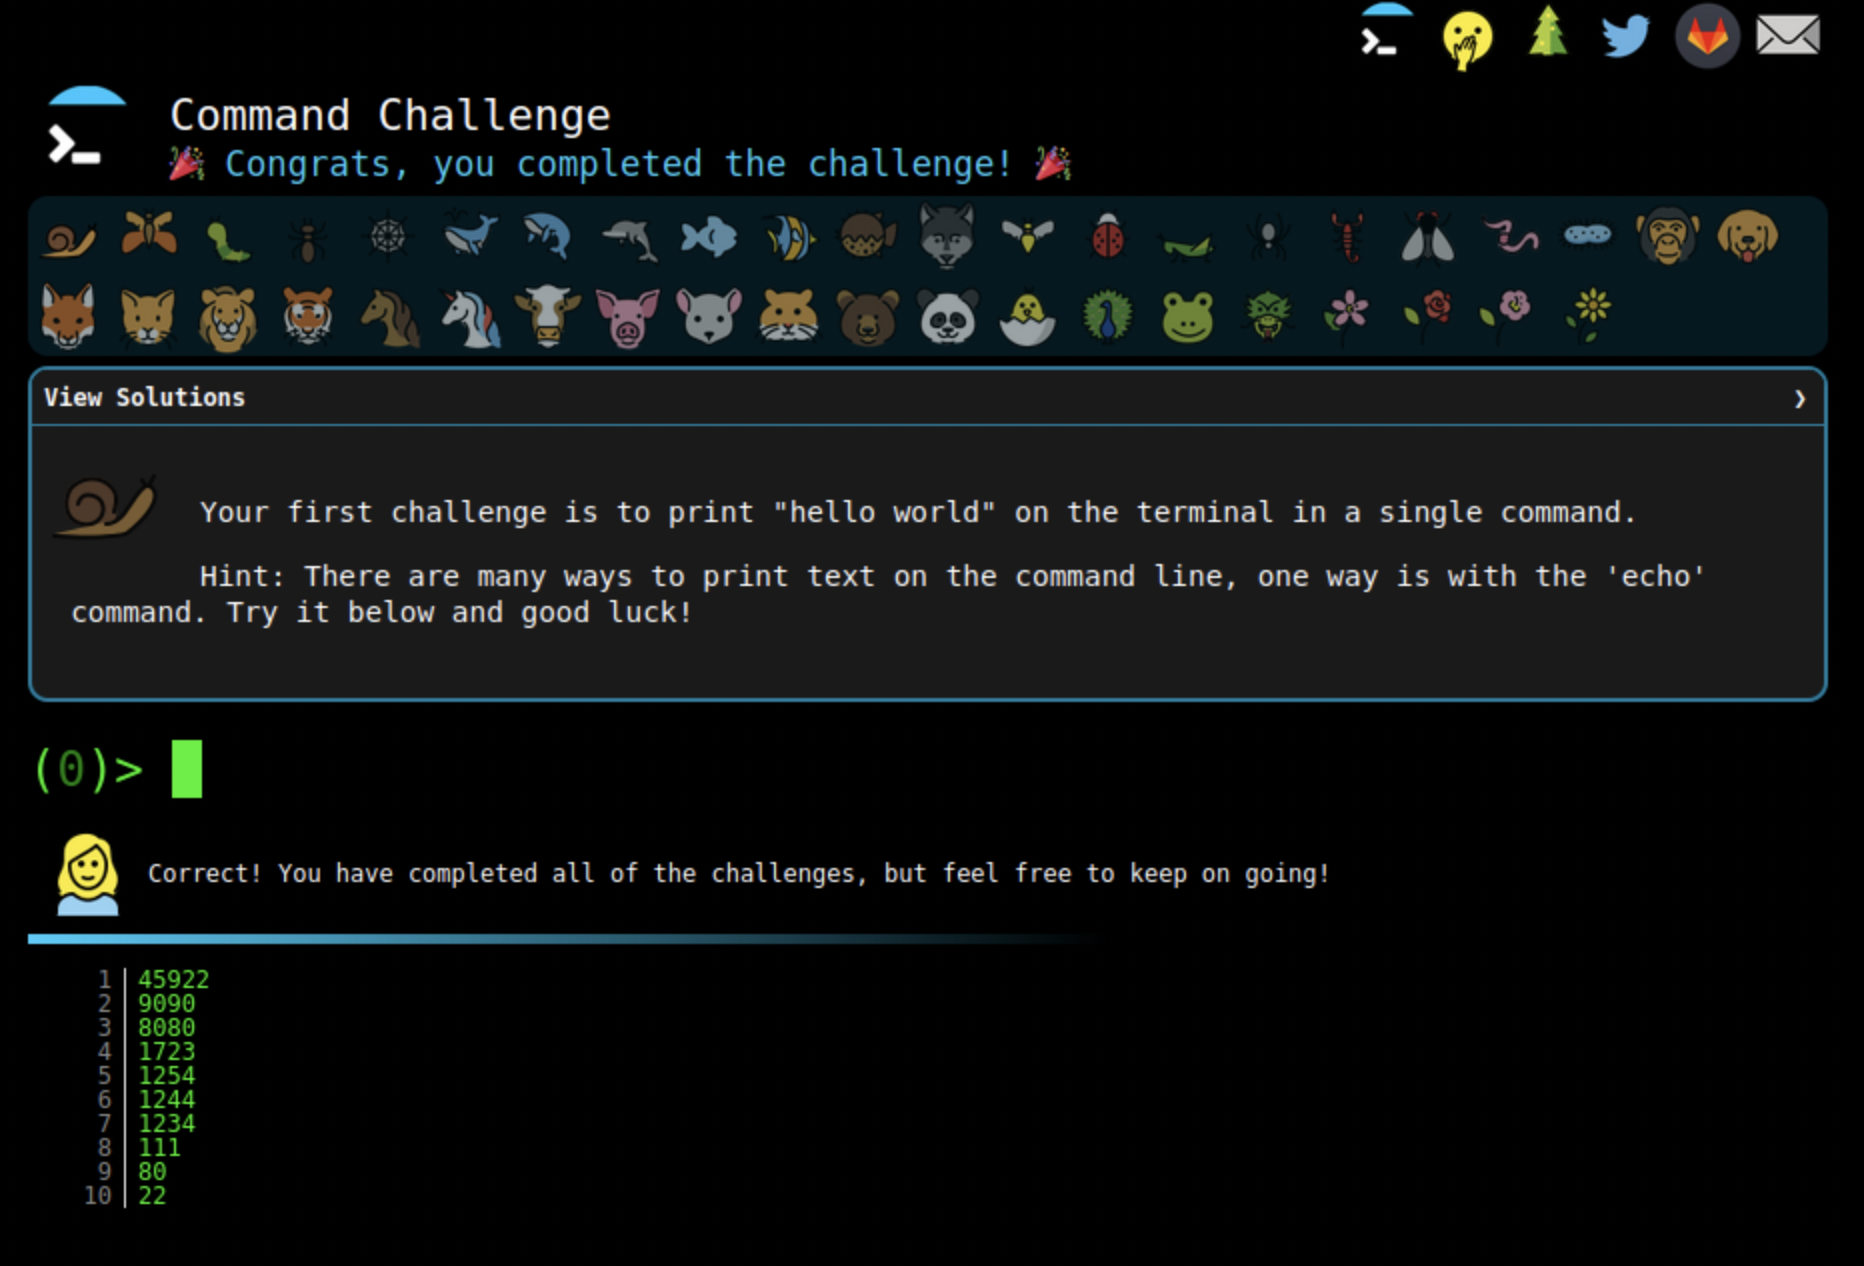 Command Challenge
Congrats, you completed the challenge!
View Solutions
Your first challenge is to print "hello world" on the terminal in a single command.
Hint: There are many ways to print text on the command line, one way is with the 'echo'
command. Try it below and good luck!
(0)>
Correct! You have completed all of the challenges, but feel free to keep on going!
1 45922
2 9090
3 8080
4 1723
5 1254
6 1244
7 1234
8 111
9 80
10 22